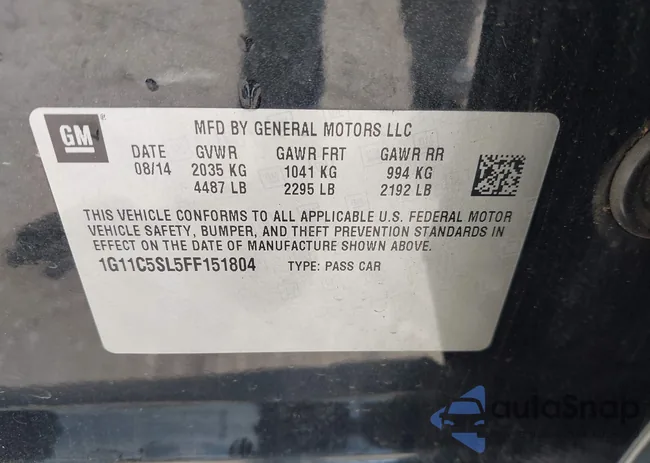 GM
MFD BY GENERAL MOTORS LLC
DATE GVWR GAWR FRT GAWR RR
08/14 2035 KG 1041 KG 994 KG
4487 LB 2295 LB 2192 LB
THIS VEHICLE CONFORMS TO ALL APPLICABLE U.S. FEDERAL MOTOR
VEHICLE SAFETY, BUMPER, AND THEFT PREVENTION STANDARDS IN
EFFECT ON THE DATE OF MANUFACTURE SHOWN ABOVE.
1G11C5SL5FF151804 TYPE: PASS CAR
autoSnap